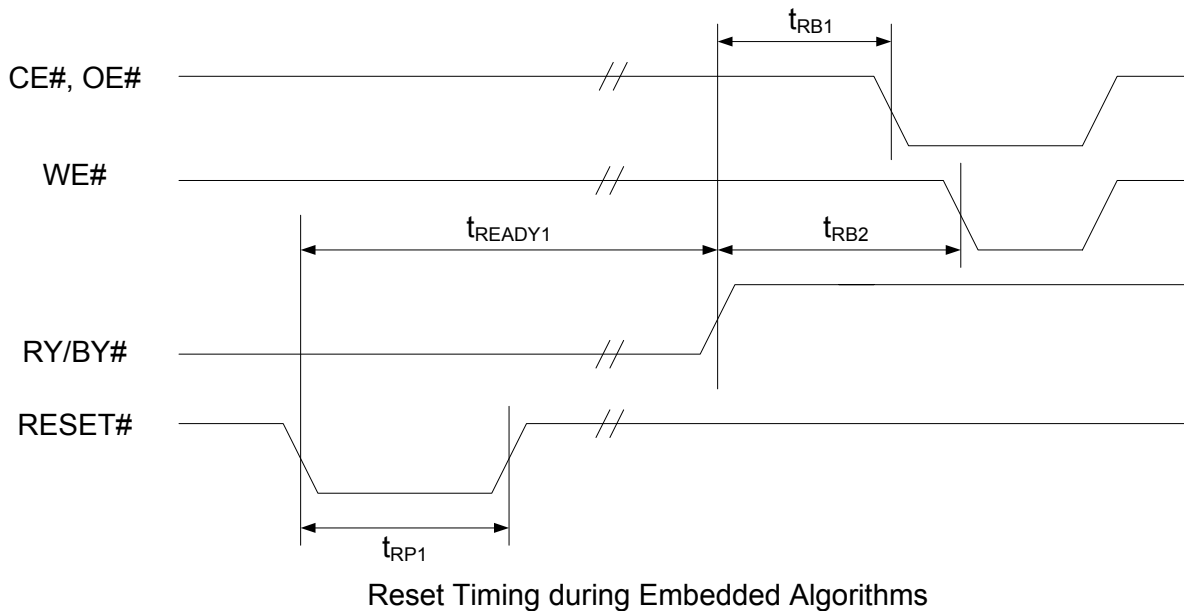 tRB1
CE#, OE#
WE#
tREADY1
tRB2
RY/BY#
RESET#
tRP1
Reset Timing during Embedded Algorithms